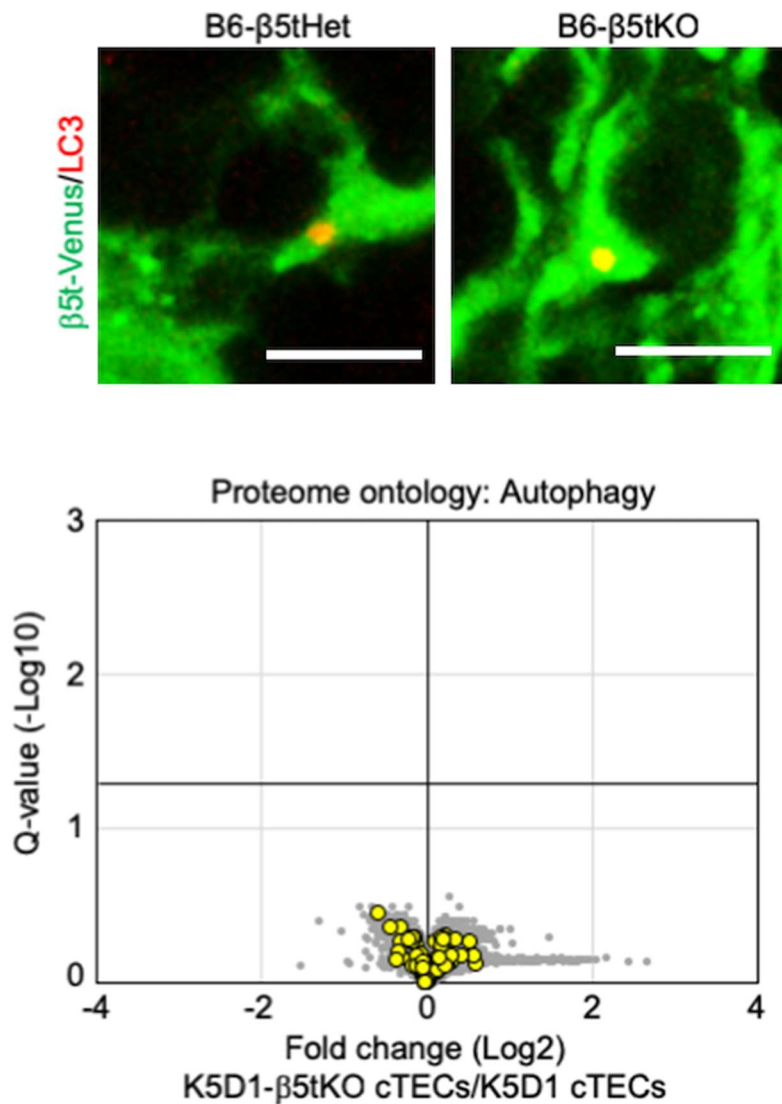 B6-β5tHet
B6-β5tKO
β5t-Venus/LC3
Proteome ontology: Autophagy
Q-value (-Log10)
3
2
1
0
-4
-2
0
2
4
Fold change (Log2)
K5D1-β5tKO cTECs/K5D1 cTECs